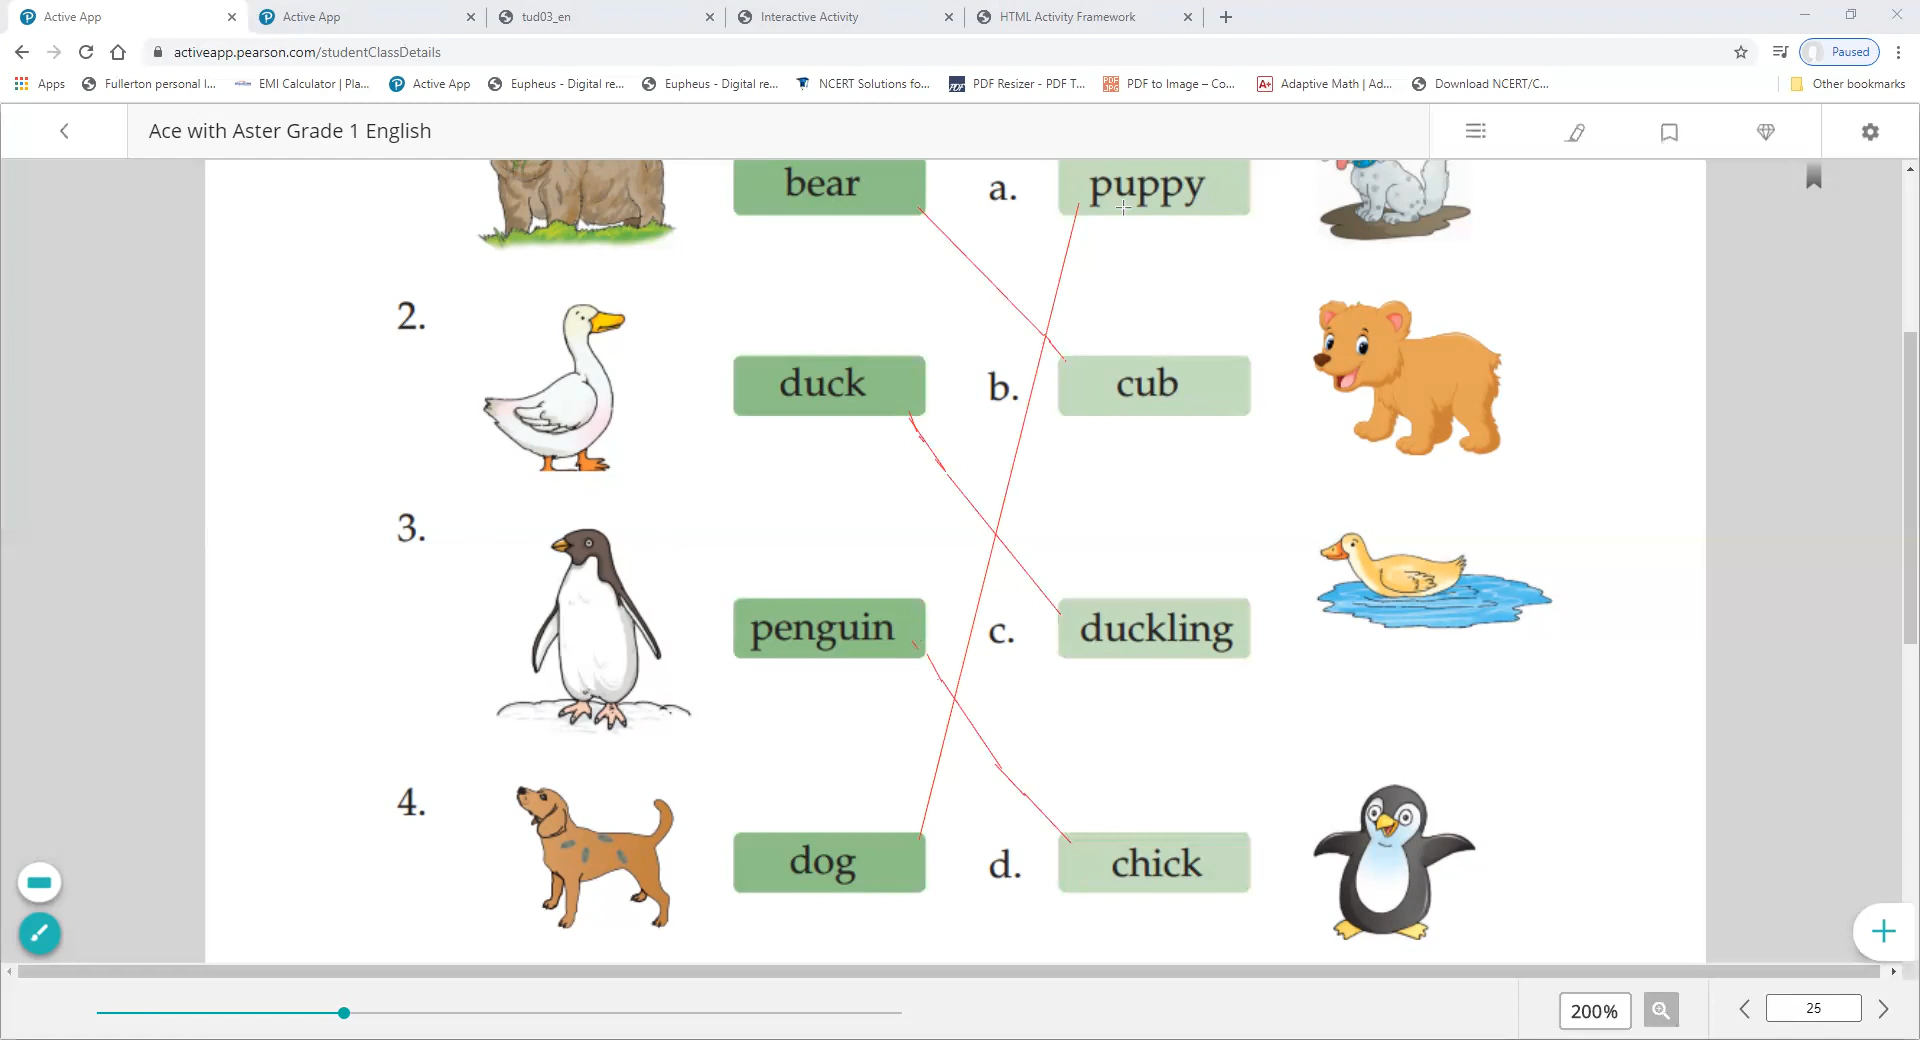 Active App
Active App
tud03_en
Interactive Activity
HTML Activity Framework
activeapp.pearson.com/studentClassDetails
Paused
Apps
Fullerton personal l...
EMI Calculator | Pla...
Active App
Eupheus - Digital re...
Eupheus - Digital re...
NCERT Solutions fo...
PDF Resizer - PDF T...
PDF to Image – Co...
Adaptive Math | Ad...
Download NCERT/C...
Other bookmarks
Ace with Aster Grade 1 English
bear
a. puppy
2.
duck
b. cub
3.
penguin
c. duckling
4.
dog
d. chick
200%
25